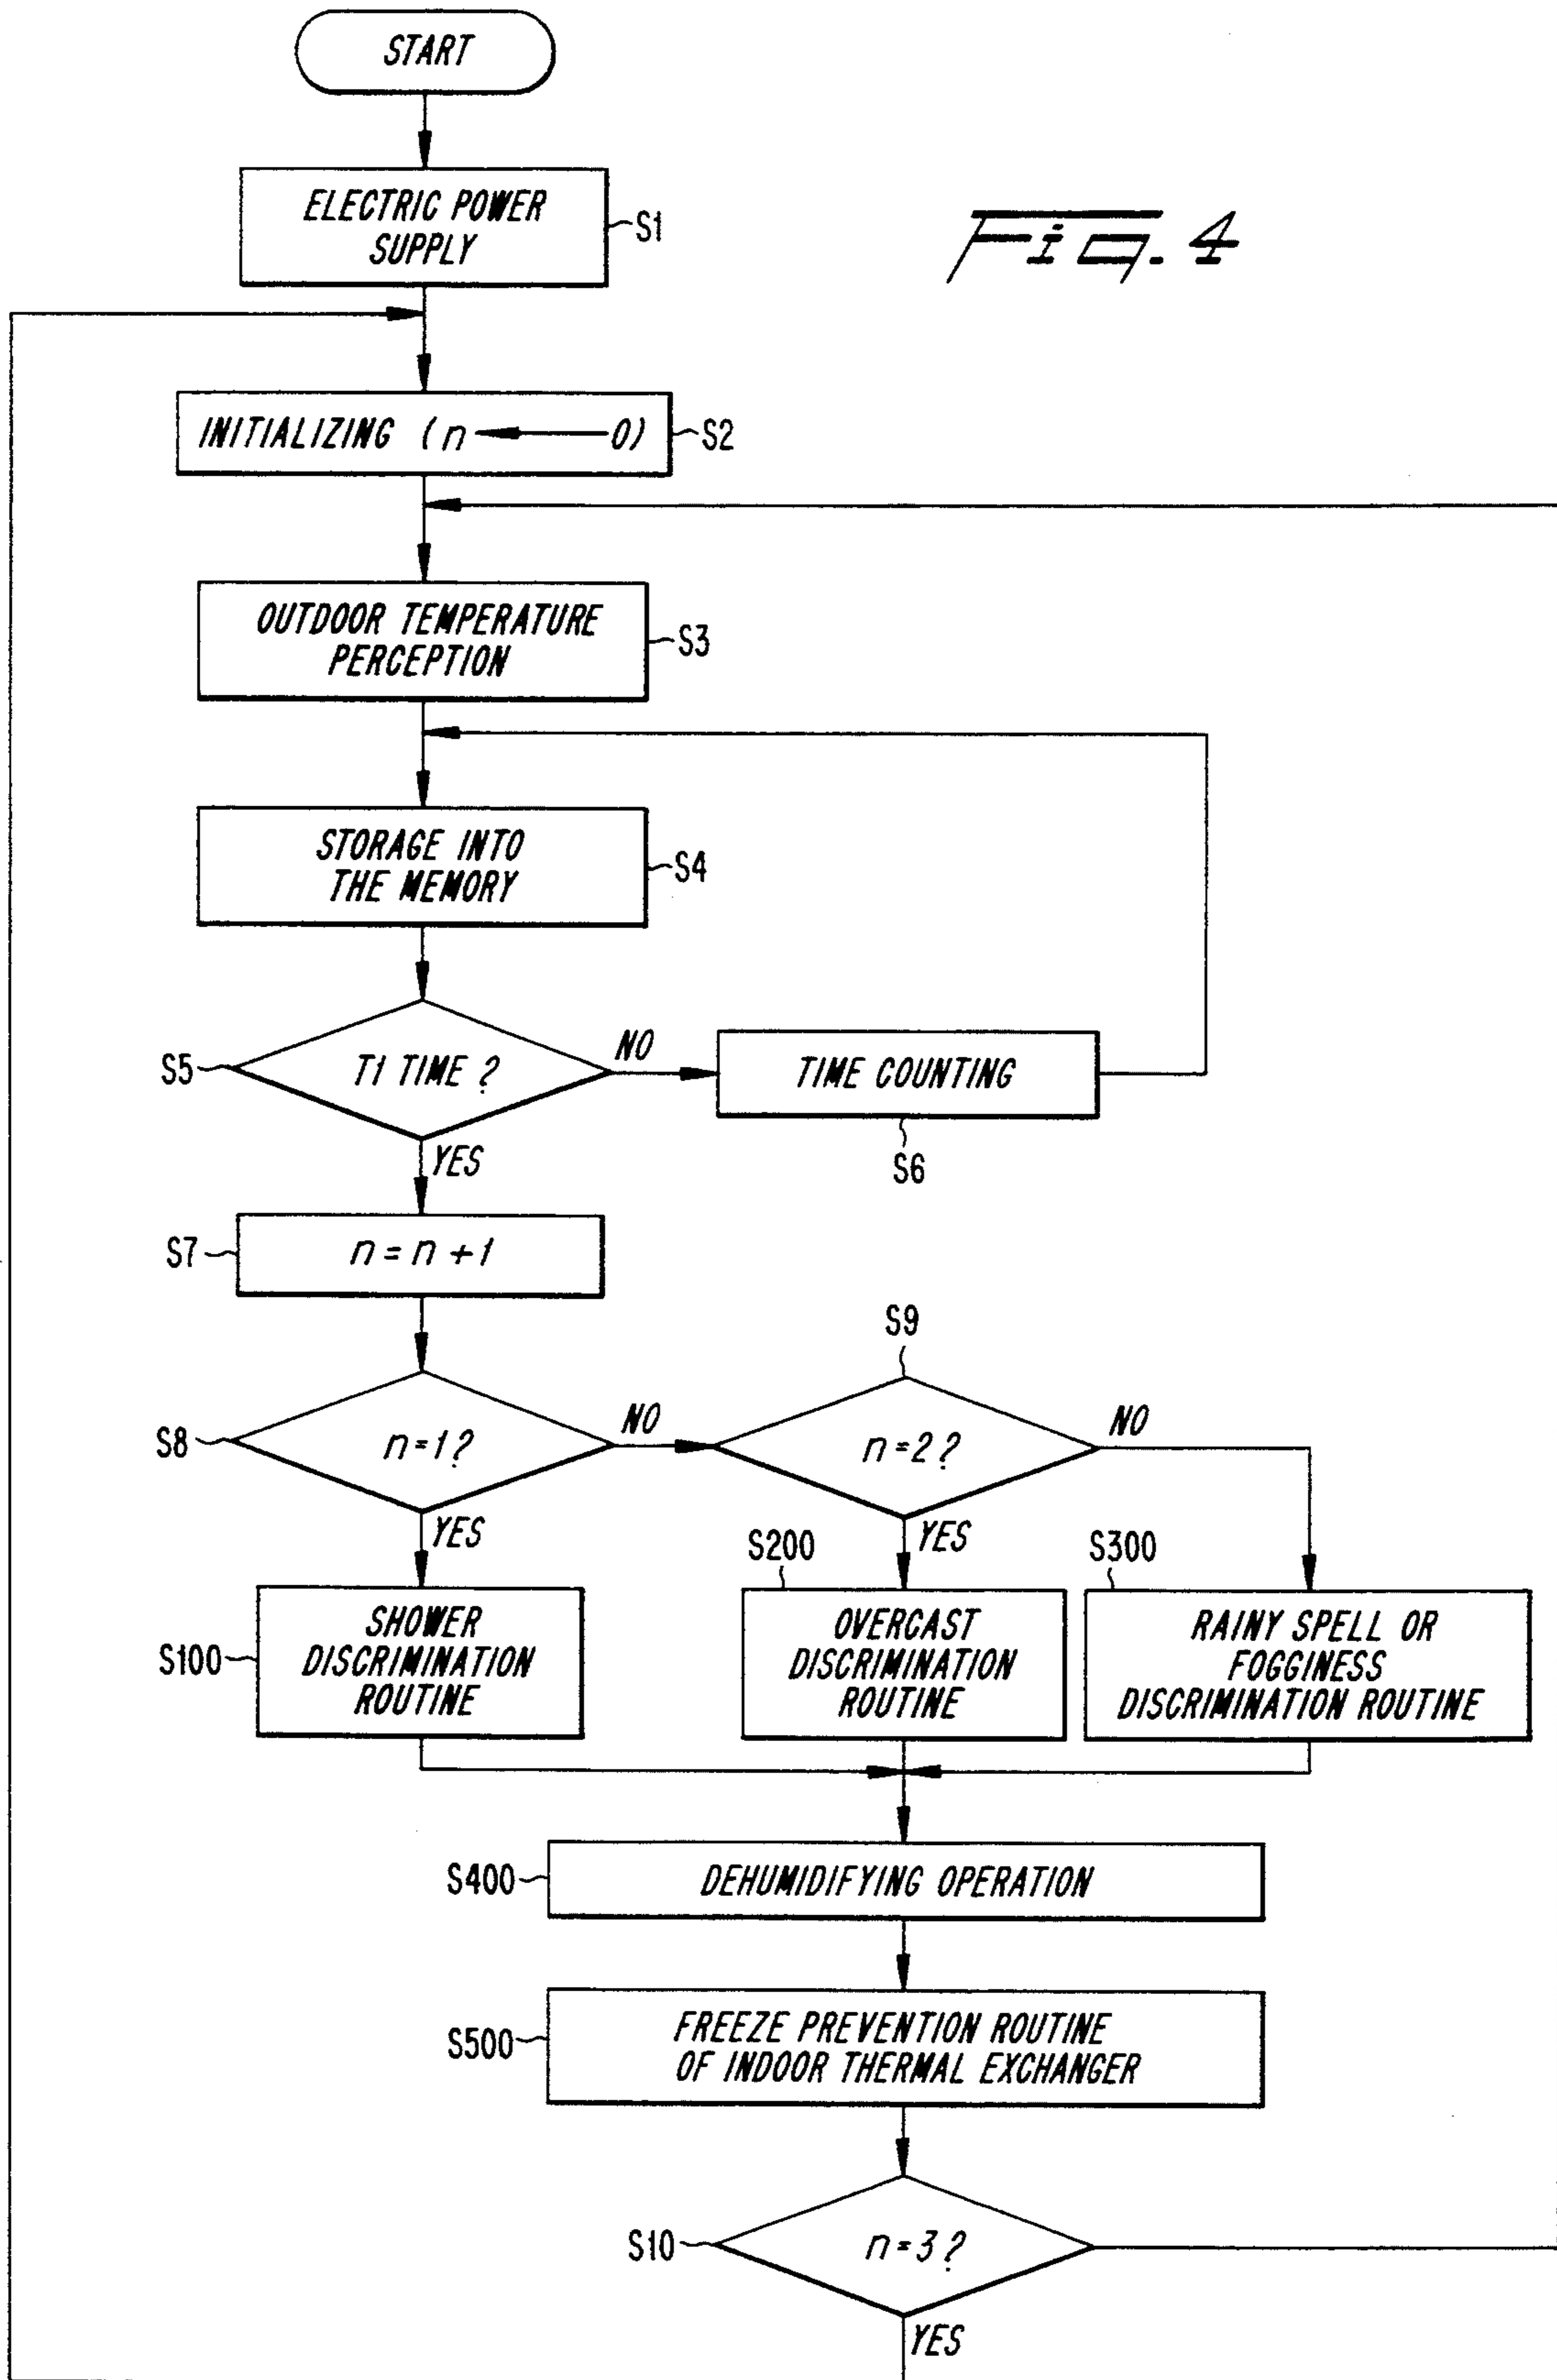 START
ELECTRIC POWER
SUPPLY
S1
Fig. 4
INITIALIZING (n ← 0)
S2
OUTDOOR TEMPERATURE
PERCEPTION
S3
STORAGE INTO
THE MEMORY
S4
S5
T1 TIME ?
NO
TIME COUNTING
S6
YES
S7
n = n + 1
S9
S8
n = 1 ?
NO
n = 2 ?
NO
YES
S200
YES
S300
S100
SHOWER
DISCRIMINATION
ROUTINE
OVERCAST
DISCRIMINATION
ROUTINE
RAINY SPELL OR
FOGGINESS
DISCRIMINATION ROUTINE
S400
DEHUMIDIFYING OPERATION
S500
FREEZE PREVENTION ROUTINE
OF INDOOR THERMAL EXCHANGER
S10
n = 3 ?
YES